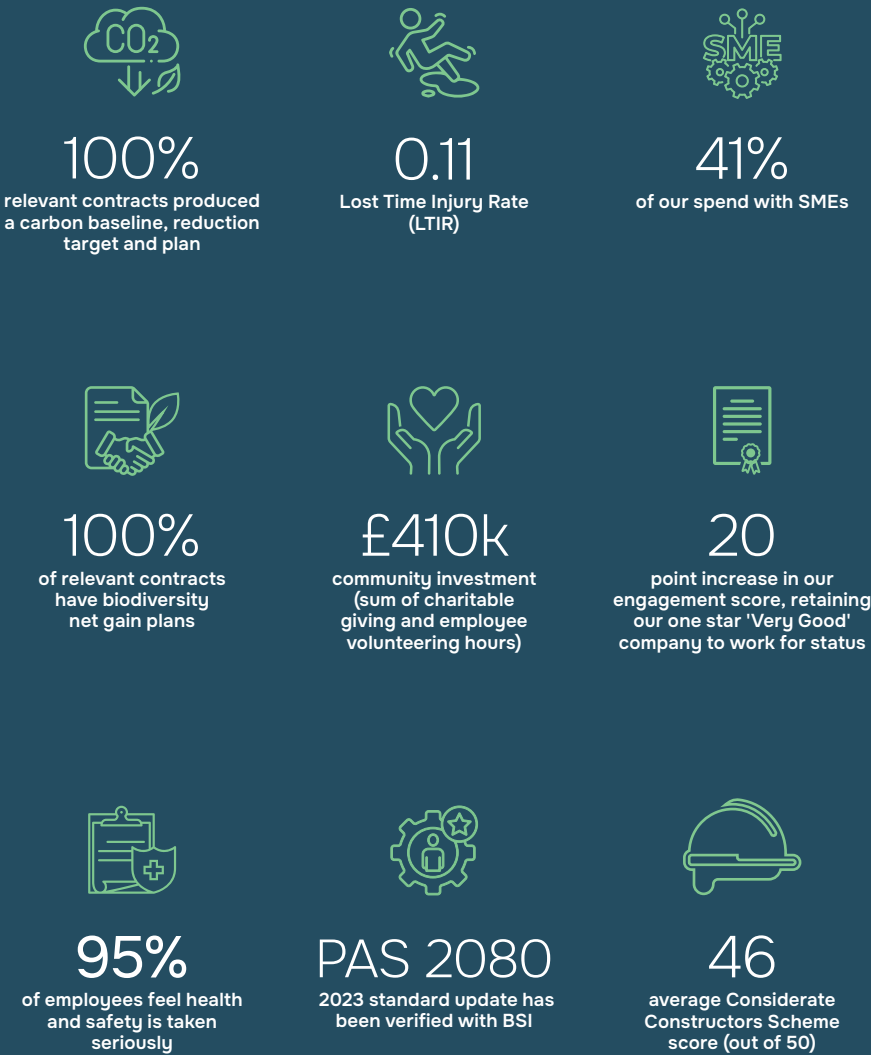 CO2
100%
relevant contracts produced
a carbon baseline, reduction
target and plan
0.11
Lost Time Injury Rate
(LTIR)
SME
41%
of our spend with SMEs
100%
of relevant contracts
have biodiversity
net gain plans
£410k
community investment
(sum of charitable
giving and employee
volunteering hours)
20
point increase in our
engagement score, retaining
our one star 'Very Good'
company to work for status
95%
of employees feel health
and safety is taken
seriously
PAS 2080
2023 standard update has
been verified with BSI
46
average Considerate
Constructors Scheme
score (out of 50)